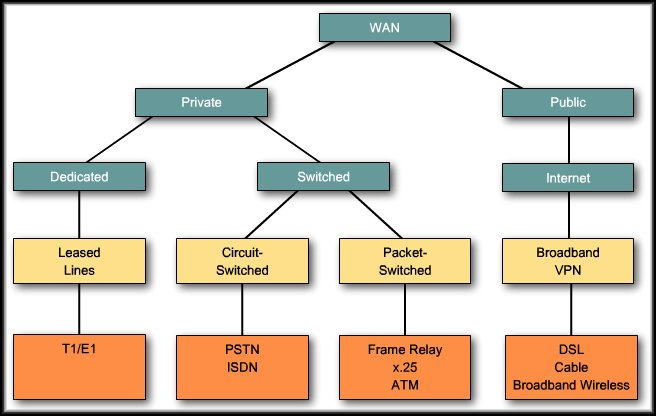 WAN
Private
Public
Dedicated
Switched
Internet
Leased
Lines
Circuit-
Switched
Packet-
Switched
Broadband
VPN
T1/E1
PSTN
ISDN
Frame Relay
x.25
ATM
DSL
Cable
Broadband Wireless